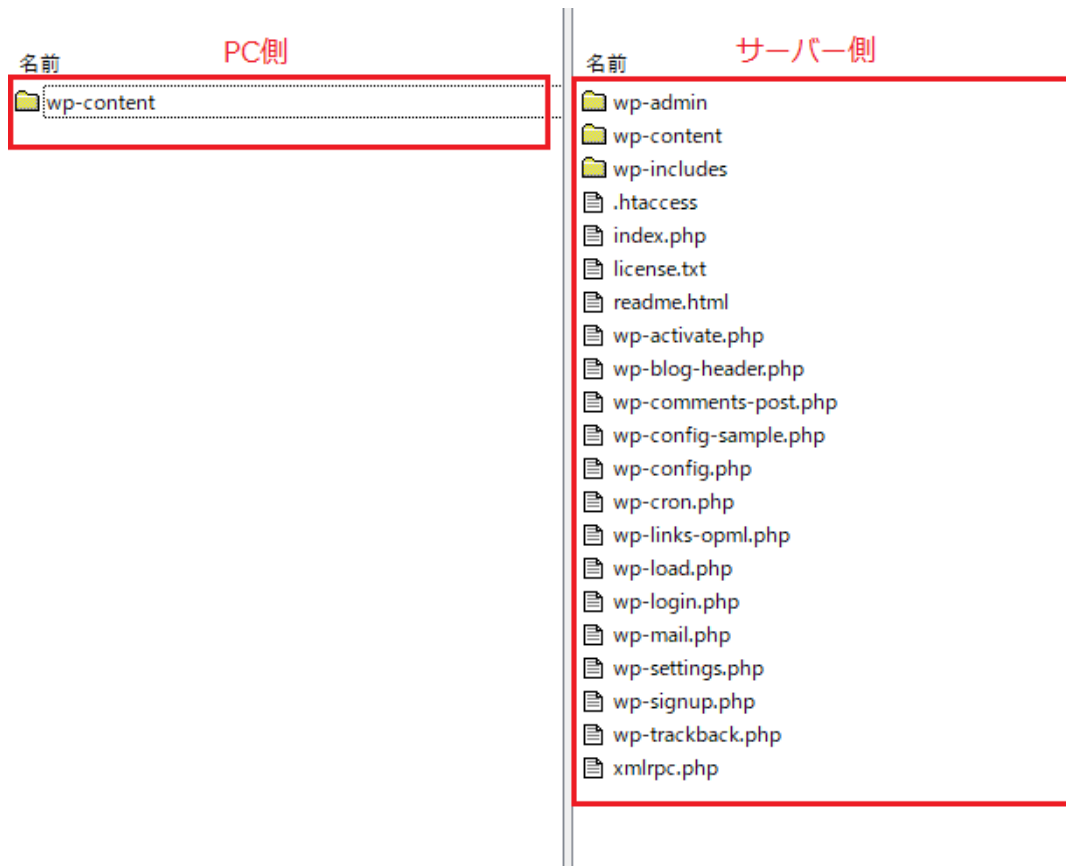 PC側
名前
wp-content
サーバー側
名前
wp-admin
wp-content
wp-includes
.htaccess
index.php
license.txt
readme.html
wp-activate.php
wp-blog-header.php
wp-comments-post.php
wp-config-sample.php
wp-config.php
wp-cron.php
wp-links-opml.php
wp-load.php
wp-login.php
wp-mail.php
wp-settings.php
wp-signup.php
wp-trackback.php
xmlrpc.php